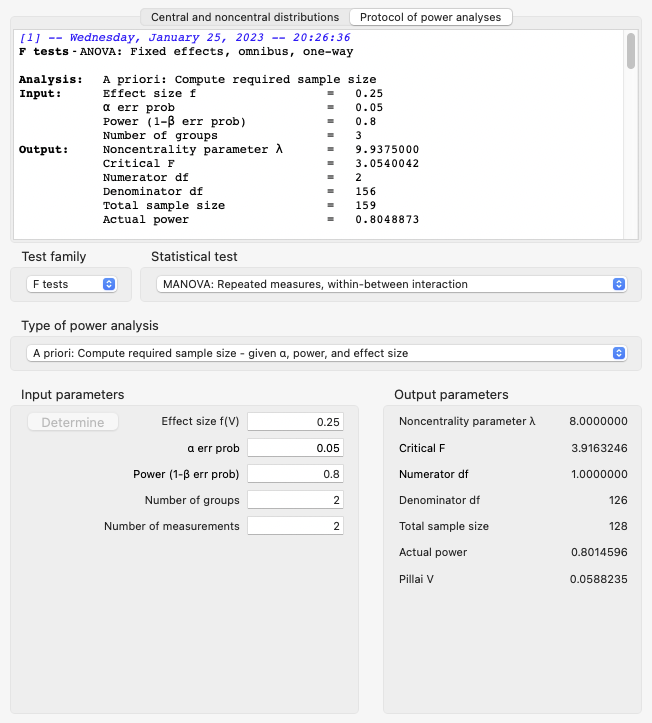 Central and noncentral distributions Protocol of power analyses
[1] -- Wednesday, January 25, 2023 -- 20:26:36
F tests - ANOVA: Fixed effects, omnibus, one-way
Analysis: A priori: Compute required sample size
Input: Effect size f = 0.25
α err prob = 0.05
Power (1-β err prob) = 0.8
Number of groups = 3
Output: Noncentrality parameter λ = 9.9375000
Critical F = 3.0540042
Numerator df = 2
Denominator df = 156
Total sample size = 159
Actual power = 0.8048873
Test family Statistical test
F tests MANOVA: Repeated measures, within-between interaction
Type of power analysis
A priori: Compute required sample size - given α, power, and effect size
Input parameters Output parameters
Determine Effect size f(V) 0.25 Noncentrality parameter λ 8.0000000
α err prob 0.05 Critical F 3.9163246
Power (1-β err prob) 0.8 Numerator df 1.0000000
Number of groups 2 Denominator df 126
Number of measurements 2 Total sample size 128
Actual power 0.8014596
Pillai V 0.0588235